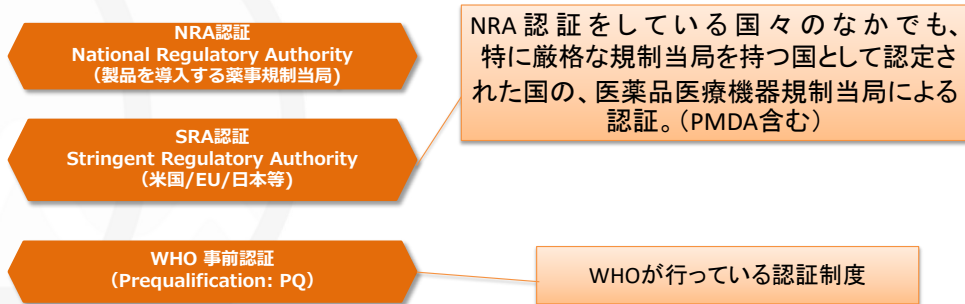 NRA認証
National Regulatory Authority
(製品を導入する薬事規制当局)
NRA認証をしている国々のなかでも、
特に厳格な規制当局を持つ国として認定さ
れた国の、医薬品医療機器規制当局による
認証。(PMDA含む)
SRA認証
Stringent Regulatory Authority
(米国/EU/日本等)
WHO 事前認証
(Prequalification: PQ)
WHOが行っている認証制度